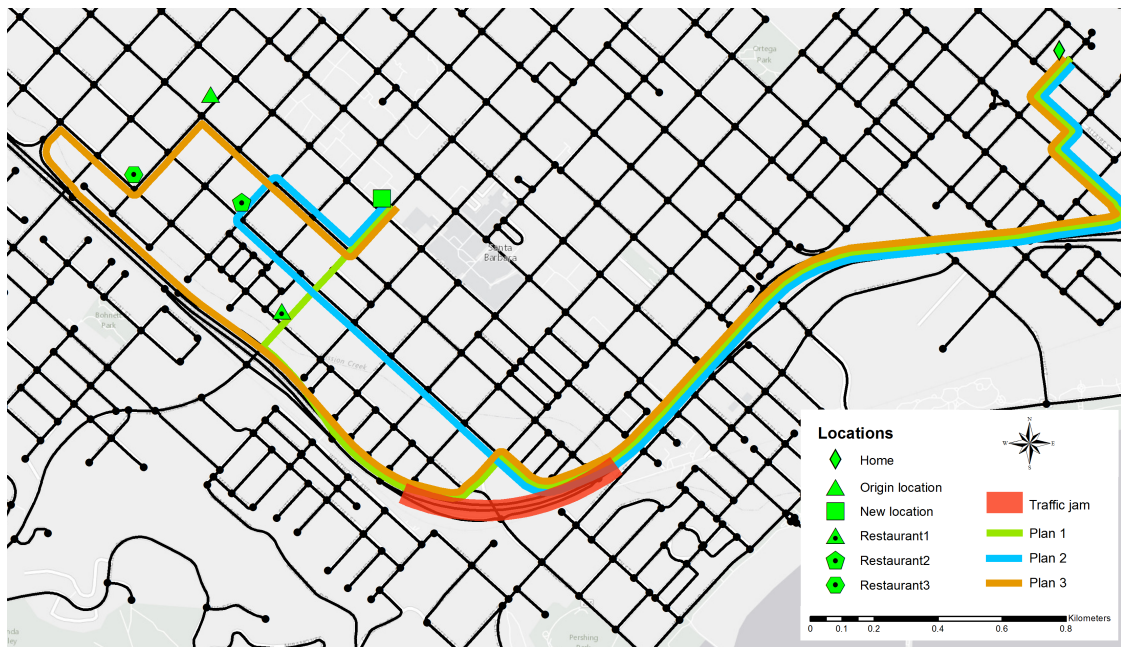 Ortega
Park
Santa
Barbara
Bohnett
Park
Mission Creek
Locations
N
W
E
S
Home
Origin location
New location
Restaurant1
Restaurant2
Restaurant3
Traffic jam
Plan 1
Plan 2
Plan 3
Kilometers
0 0.1 0.2 0.4 0.6 0.8
Pershing